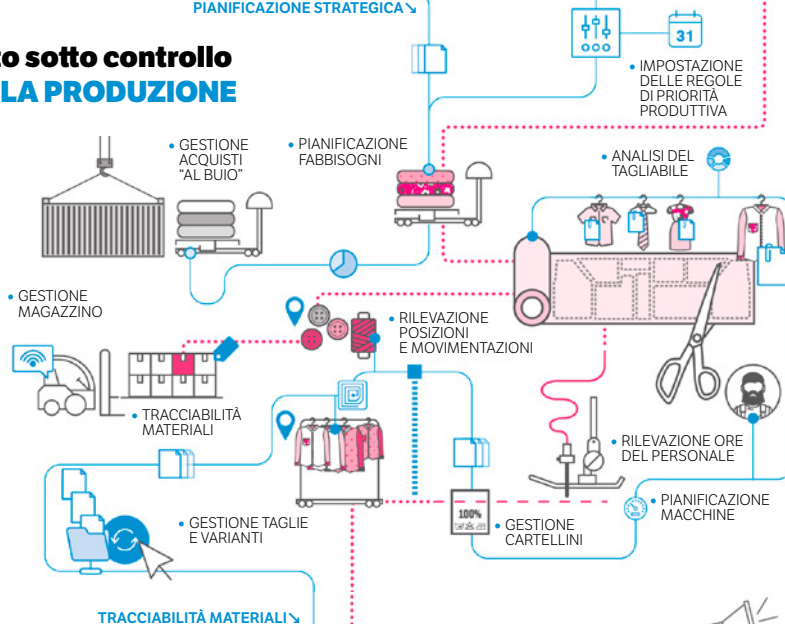 PIANIFICAZIONE STRATEGICA↘
to sotto controllo
LA PRODUZIONE
31
• IMPOSTAZIONE
DELLE REGOLE
DI PRIORITÀ
PRODUTTIVA
• GESTIONE
ACQUISTI
“AL BUIO”
• PIANIFICAZIONE
FABBISOGNI
• ANALISI DEL
TAGLIABILE
• GESTIONE
MAGAZZINO
• RILEVAZIONE
POSIZIONI
E MOVIMENTAZIONI
• TRACCIABILITÀ
MATERIALI
• RILEVAZIONE ORE
DEL PERSONALE
• GESTIONE TAGLIE
E VARIANTI
100%
• GESTIONE
CARTELLINI
• PIANIFICAZIONE
MACCHINE
TRACCIABILITÀ MATERIALI↘